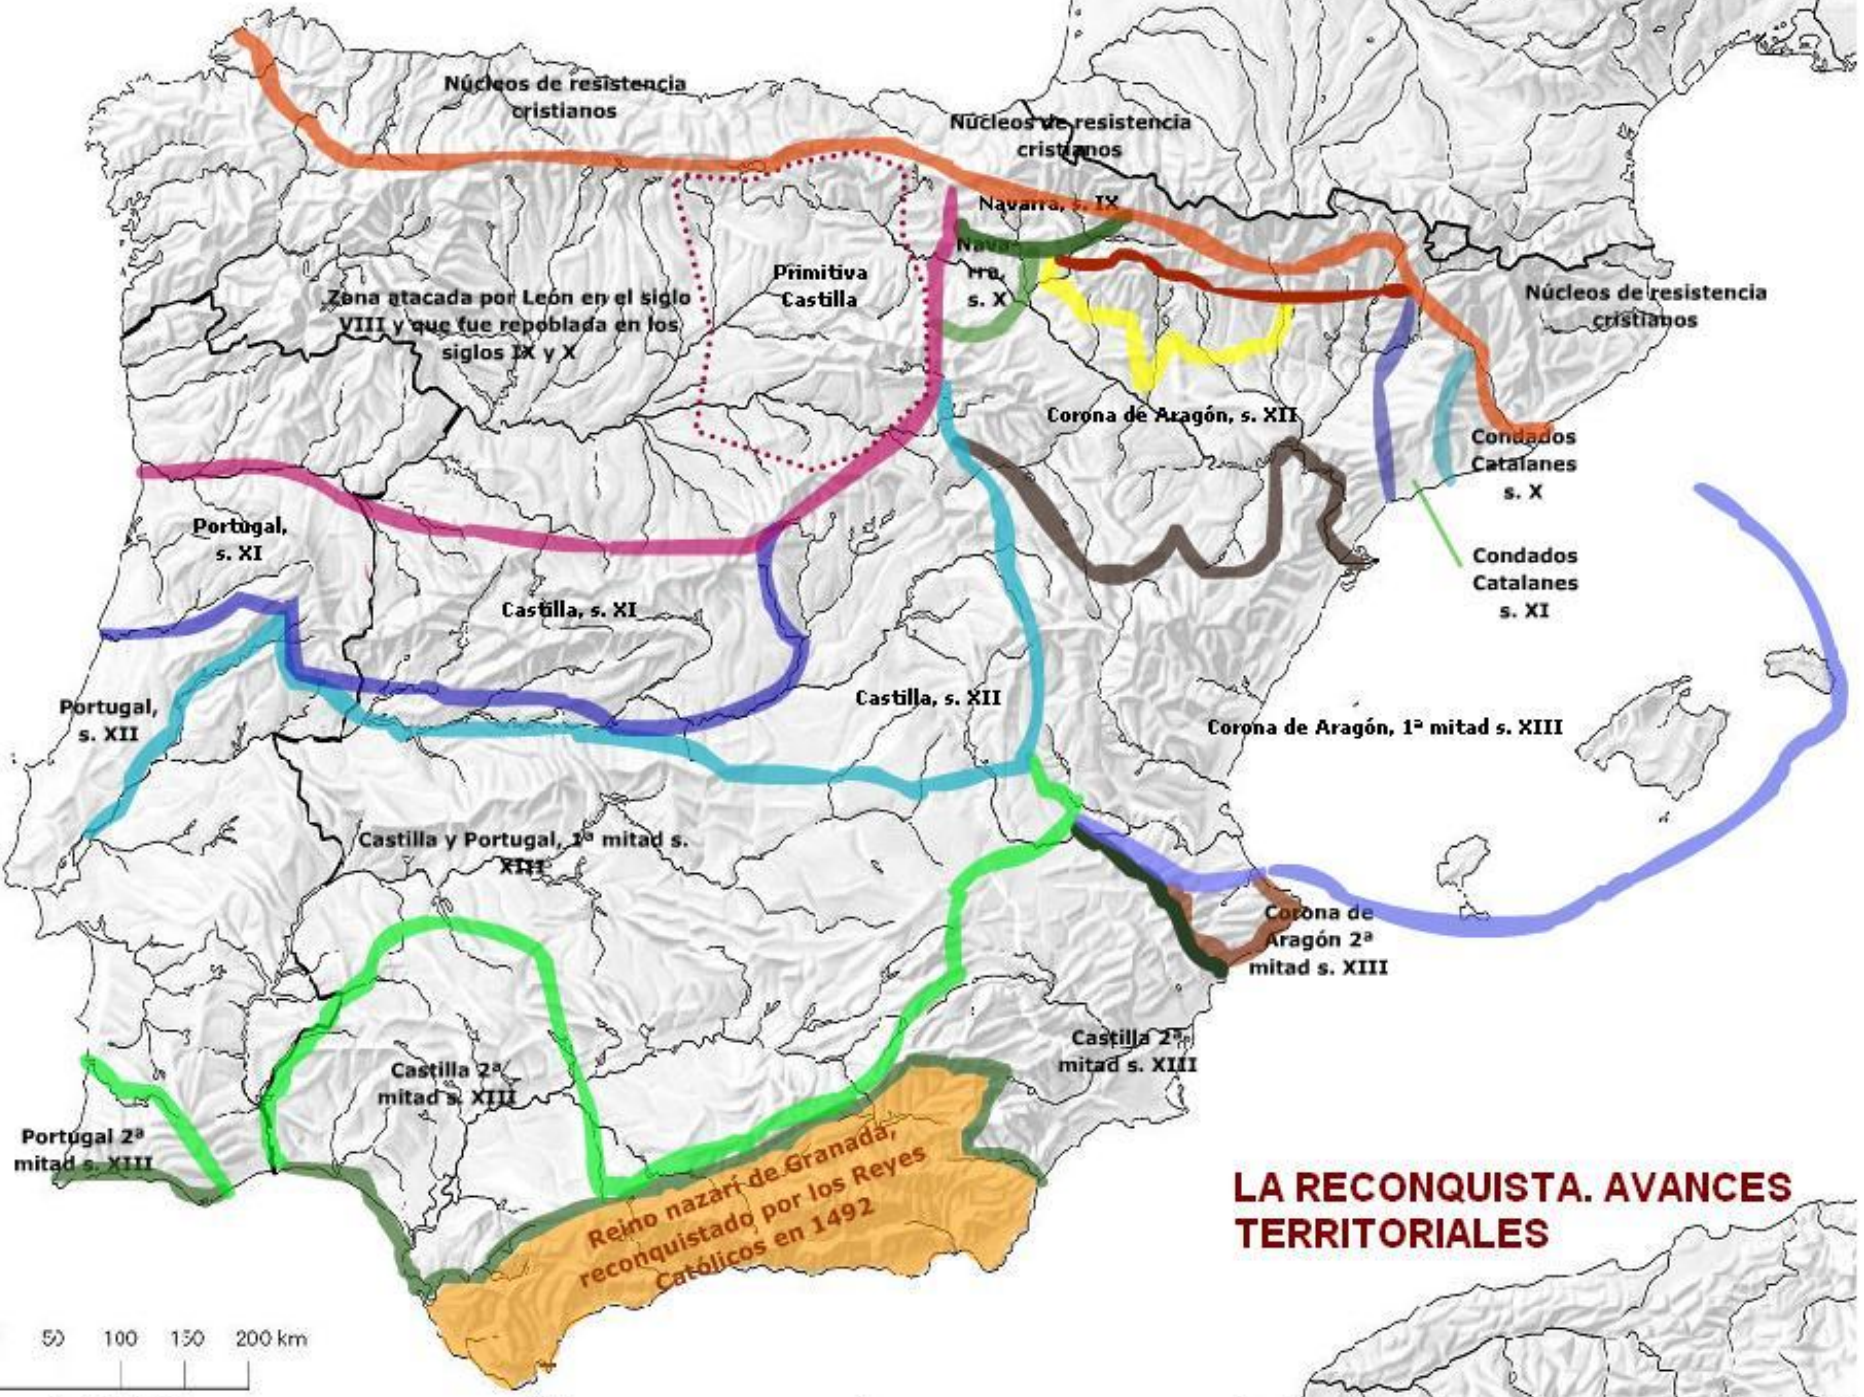 Núcleos de resistencia
cristianos
Núcleos de resistencia
cristianos
Navarra, s. IX
Nava-
rra,
s. X
Primitiva
Castilla
Zona atacada por León en el siglo
VIII y que fue repoblada en los
siglos IX y X
Núcleos de resistencia
cristianos
Corona de Aragón, s. XII
Condados
Catalanes
s. X
Portugal,
s. XI
Condados
Catalanes
s. XI
Castilla, s. XI
Portugal,
s. XII
Castilla, s. XII
Corona de Aragón, 1ª mitad s. XIII
Castilla y Portugal, 1ª mitad s.
XIII
Corona de
Aragón 2ª
mitad s. XIII
Castilla 2ª
mitad s. XIII
Castilla 2ª
mitad s. XIII
Portugal 2ª
mitad s. XIII
Reino nazarí de Granada,
reconquistado por los Reyes
Católicos en 1492
LA RECONQUISTA. AVANCES
TERRITORIALES
50 100 150 200 km